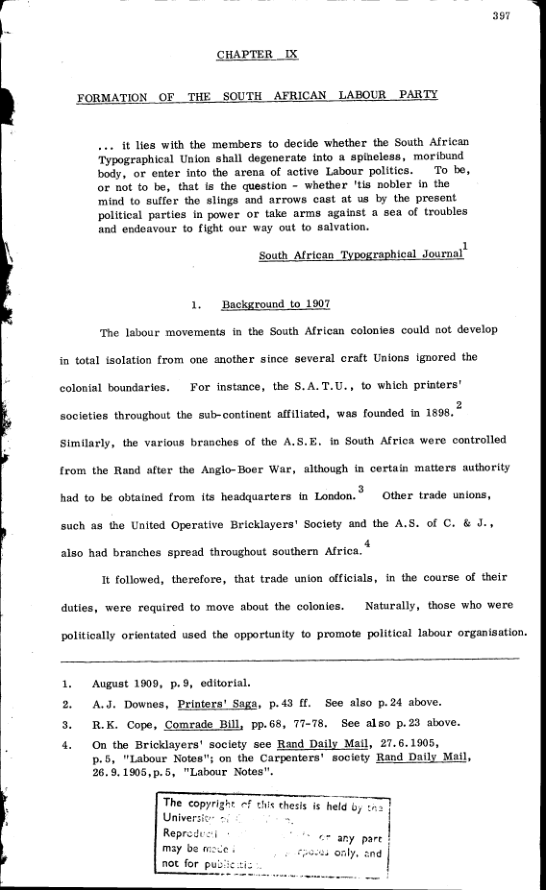 397
CHAPTER IX
FORMATION OF THE SOUTH AFRICAN LABOUR PARTY
... it lies with the members to decide whether the South African
Typographical Union shall degenerate into a spineless, moribund
body, or enter into the arena of active Labour politics. To be,
or not to be, that is the question - whether 'tis nobler in the
mind to suffer the slings and arrows cast at us by the present
political parties in power or take arms against a sea of troubles
and endeavour to fight our way out to salvation.
South African Typographical Journal1
1. Background to 1907
The labour movements in the South African colonies could not develop
in total isolation from one another since several craft Unions ignored the
colonial boundaries. For instance, the S.A.T.U., to which printers'
societies throughout the sub-continent affiliated, was founded in 1898.2
Similarly, the various branches of the A.S.E. in South Africa were controlled
from the Rand after the Anglo-Boer War, although in certain matters authority
had to be obtained from its headquarters in London.3 Other trade unions,
such as the United Operative Bricklayers' Society and the A.S. of C. & J.,
also had branches spread throughout southern Africa.4
It followed, therefore, that trade union officials, in the course of their
duties, were required to move about the colonies. Naturally, those who were
politically orientated used the opportunity to promote political labour organisation.
1. August 1909, p.9, editorial.
2. A.J. Downes, Printers' Saga, p.43 ff. See also p.24 above.
3. R.K. Cope, Comrade Bill, pp.68, 77-78. See also p.23 above.
4. On the Bricklayers' society see Rand Daily Mail, 27.6.1905,
p.5, "Labour Notes"; on the Carpenters' society Rand Daily Mail,
26.9.1905,p.5, "Labour Notes".
The copyright of this thesis is held by the
University
or any part
may be only, and
not for